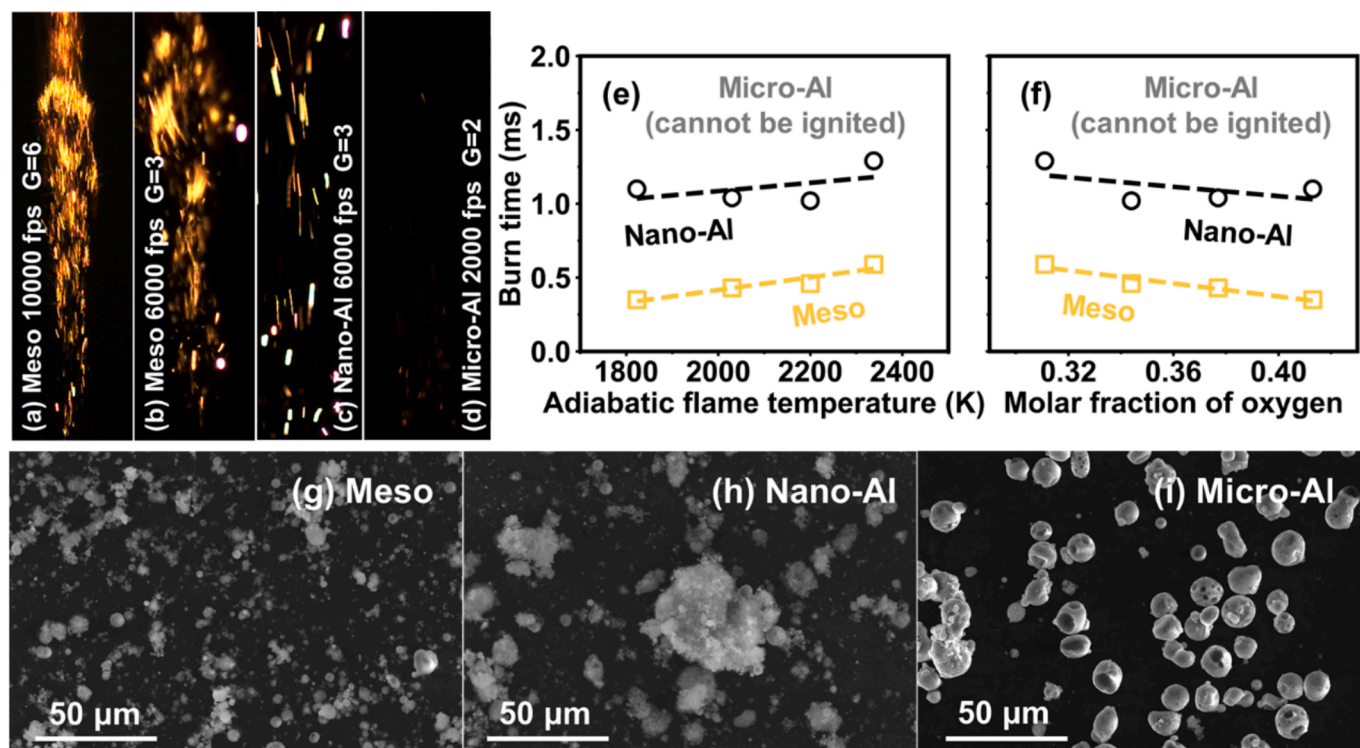 (a) Meso 10000 fps G=6
(b) Meso 6000 fps G=3
(c) Nano-Al 6000 fps G=3
(d) Micro-Al 2000 fps G=2
Burn time (ms)
2.0
1.5
1.0
0.5
0.0
(e)
Micro-Al
(cannot be ignited)
Nano-Al
Meso
1800
2000
2200
2400
Adiabatic flame temperature (K)
(f)
Micro-Al
(cannot be ignited)
Nano-Al
Meso
0.32
0.36
0.40
Molar fraction of oxygen
(g) Meso
50 µm
(h) Nano-Al
50 µm
(i) Micro-Al
50 µm